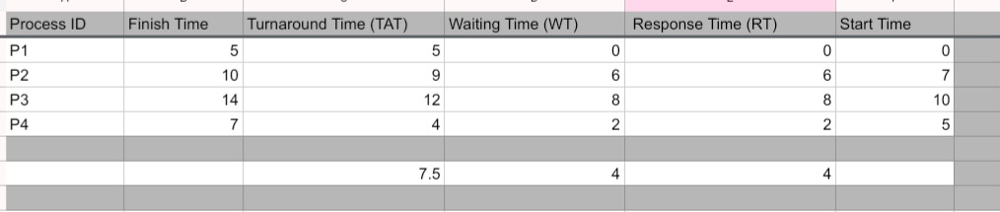 Process ID Finish Time Turnaround Time (TAT) Waiting Time (WT) Response Time (RT) Start Time
P1 5 5 0 0 0
P2 10 9 6 6 7
P3 14 12 8 8 10
P4 7 4 2 2 5
7.5 4 4